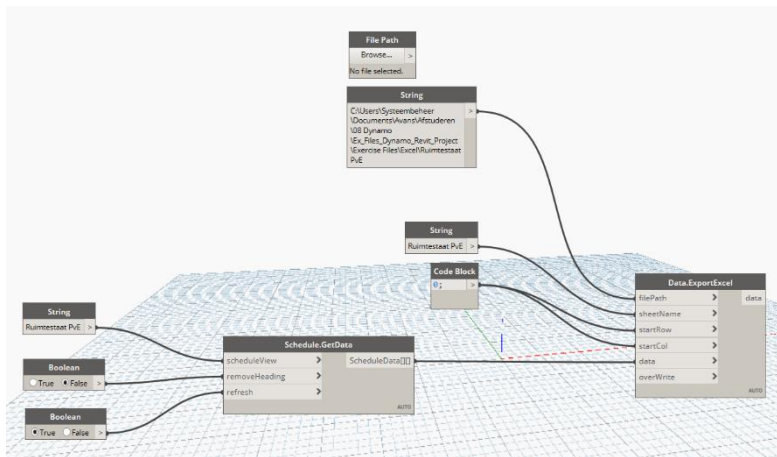 File Path
Browse... >
No file selected.
String
C:\Users\Systeembeheer >
\Documents\Avans\Afstuderen
\08 Dynamo
\Ex_Files_Dynamo_Revit_Project
\Exercise Files\Excel\Ruimtestaat
PvE
String
Ruimtestaat PvE >
Code Block
0; >
Data.ExportExcel
filePath > data
sheetName >
startRow >
startCol >
data >
overWrite >
AUTO
String
Ruimtestaat PvE >
Schedule.GetData
scheduleView > ScheduleData[][]
removeHeading >
refresh >
AUTO
Boolean
True False >
Boolean
True False >